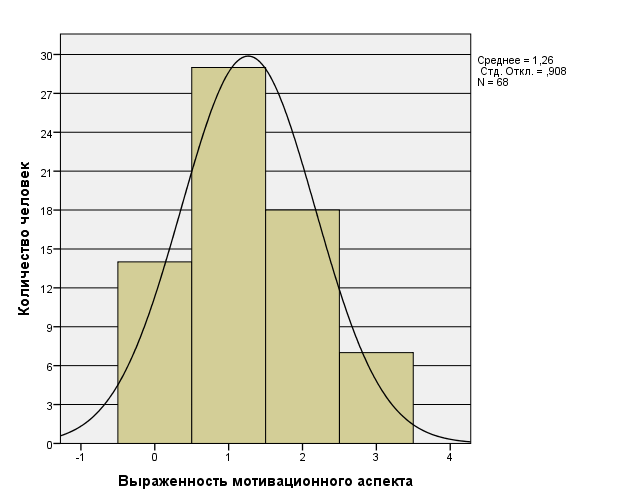 Среднее = 1,26
Стд. Откл. = ,908
N = 68
Количество человек
30
27
24
21
18
15
12
9
6
3
0
-1 0 1 2 3 4
Выраженность мотивационного аспекта